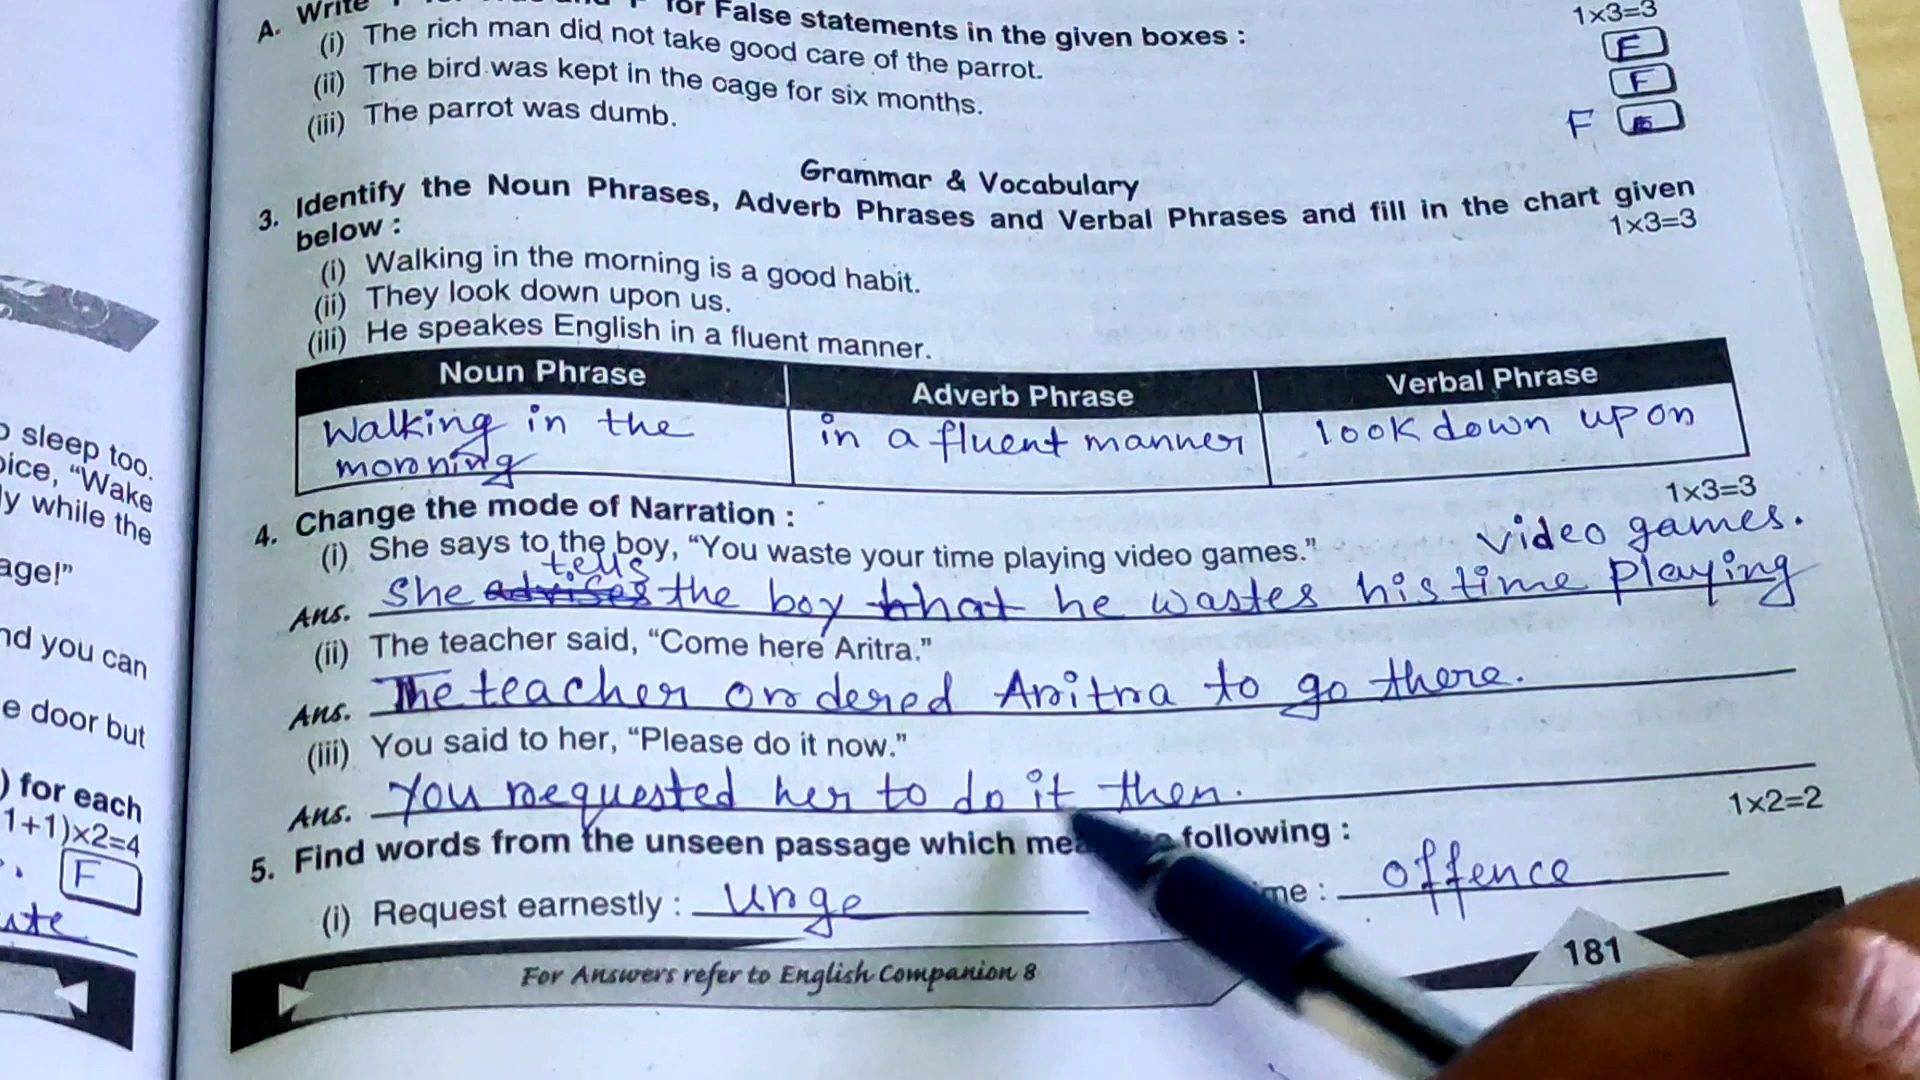 A. Write for False statements in the given boxes : 1×3=3
(i) The rich man did not take good care of the parrot. F
(ii) The bird was kept in the cage for six months. F
(iii) The parrot was dumb. F
Grammar & Vocabulary
3. Identify the Noun Phrases, Adverb Phrases and Verbal Phrases and fill in the chart given
below : 1×3=3
(i) Walking in the morning is a good habit.
(ii) They look down upon us.
(iii) He speakes English in a fluent manner.
Noun Phrase Adverb Phrase Verbal Phrase
Walking in the in a fluent manner look down upon
morning
4. Change the mode of Narration : 1×3=3
(i) She says to the boy, “You waste your time playing video games.” video games.
tells
Ans. She advises the boy that he wastes his time playing
(ii) The teacher said, “Come here Aritra.”
Ans. The teacher ordered Aritra to go there.
(iii) You said to her, “Please do it now.”
Ans. You requested her to do it then.
5. Find words from the unseen passage which following : 1×2=2
(i) Request earnestly : urge : offence
For Answers refer to English Companion 8
181
sleep too.
“Wake
while the
you can
door but
) for each
1+1)×2=4
F